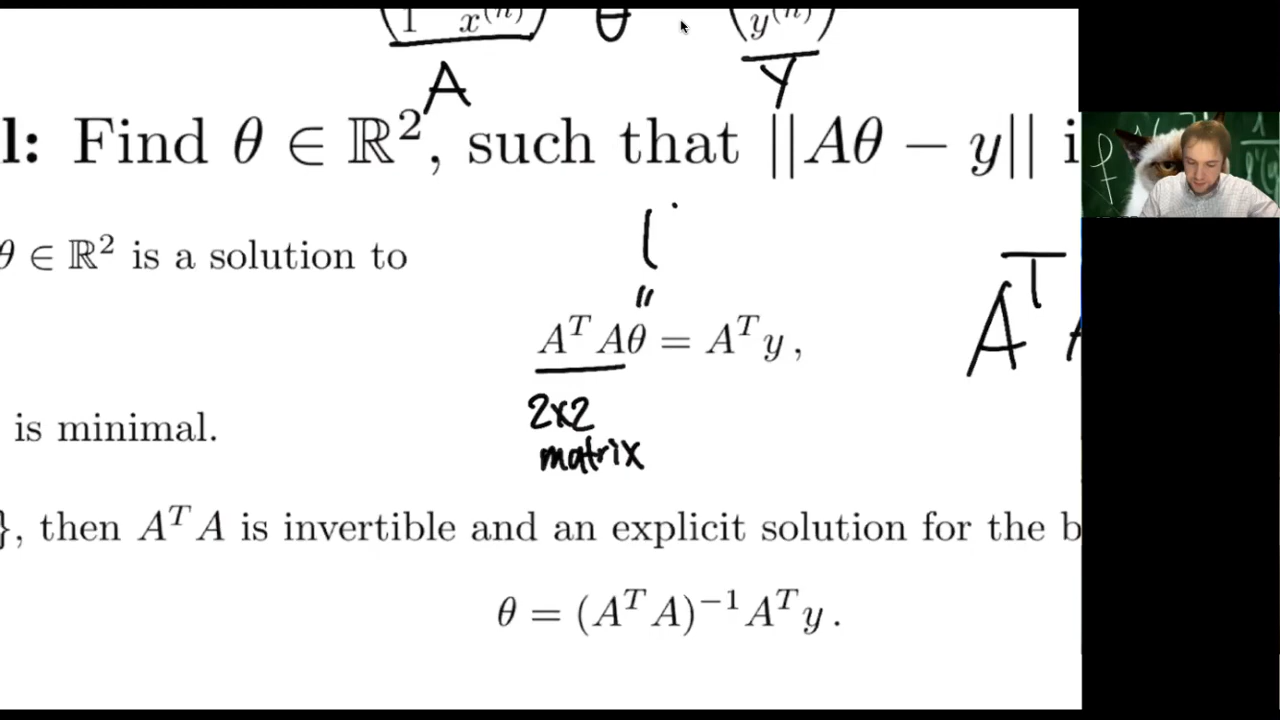 1 x^(n) θ y^(n)
A Y
l: Find θ ∈ ℝ², such that ||Aθ − y|| i
θ ∈ ℝ² is a solution to
A^T A
A^T Aθ = A^T y,
2x2
matrix
is minimal.
}, then A^T A is invertible and an explicit solution for the b
θ = (A^T A)^−1 A^T y.